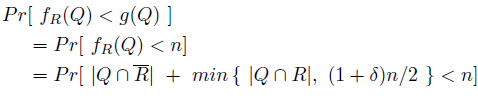 Pr[ f_R(Q) < g(Q) ]
= Pr[ f_R(Q) < n]
= Pr[ |Q ∩ R̅| + min { |Q ∩ R|, (1 + δ)n/2 } < n]